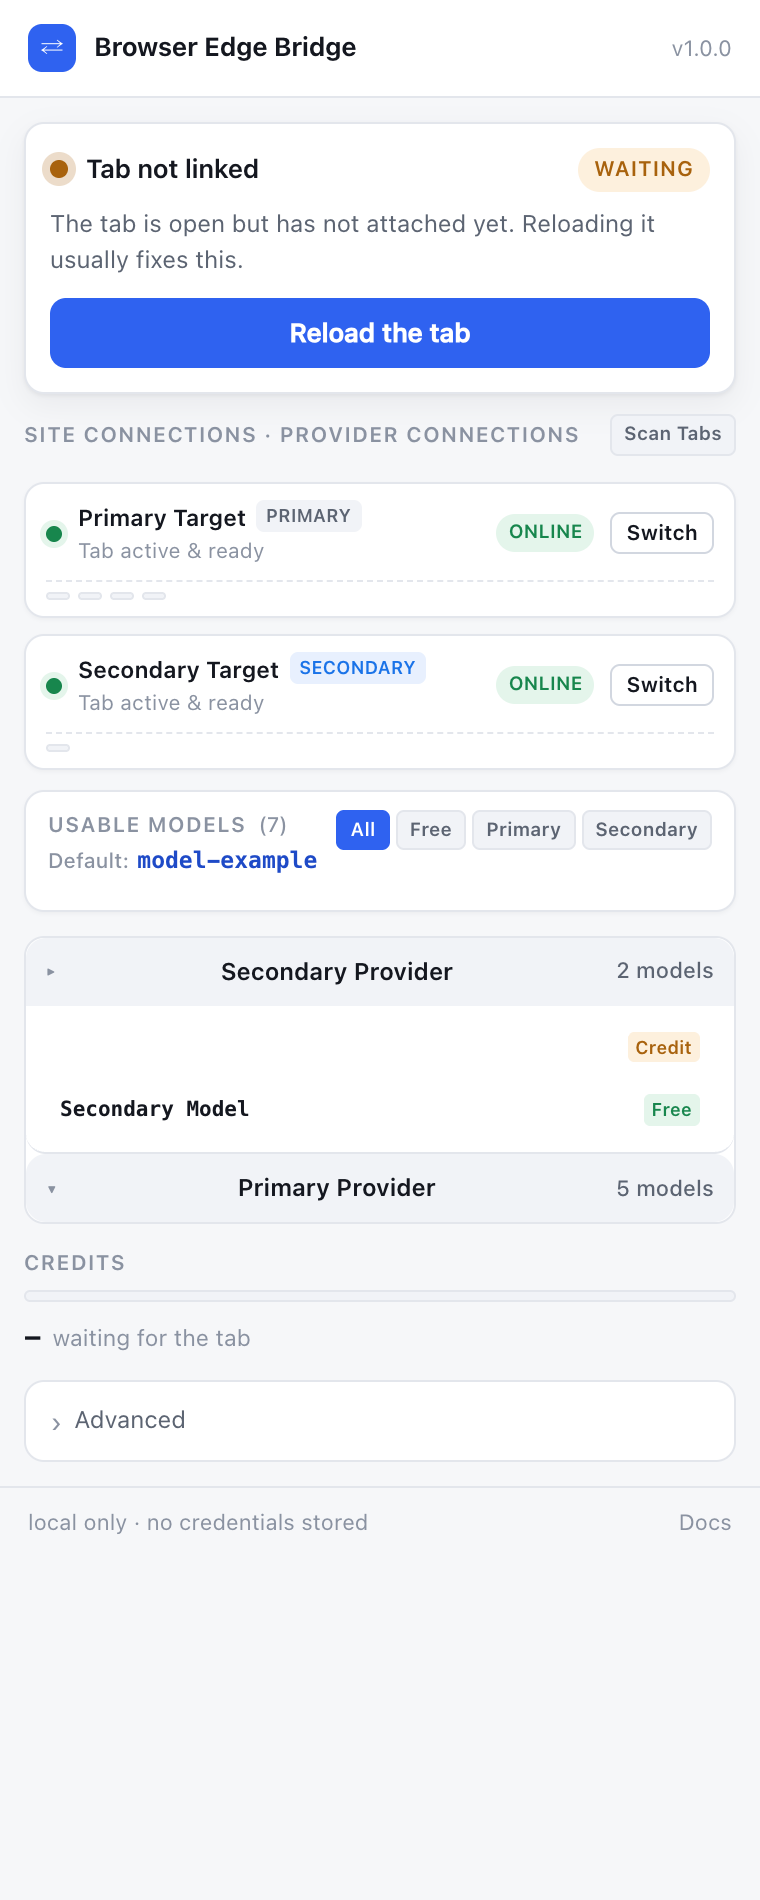 Browser Edge Bridge
v1.0.0
Tab not linked
WAITING
The tab is open but has not attached yet. Reloading it
usually fixes this.
Reload the tab
SITE CONNECTIONS · PROVIDER CONNECTIONS
Scan Tabs
Primary Target PRIMARY
ONLINE
Switch
Tab active & ready
Secondary Target SECONDARY
ONLINE
Switch
Tab active & ready
USABLE MODELS (7)
All
Free
Primary
Secondary
Default: model-example
Secondary Provider
2 models
Credit
Secondary Model
Free
Primary Provider
5 models
CREDITS
– waiting for the tab
Advanced
local only · no credentials stored
Docs